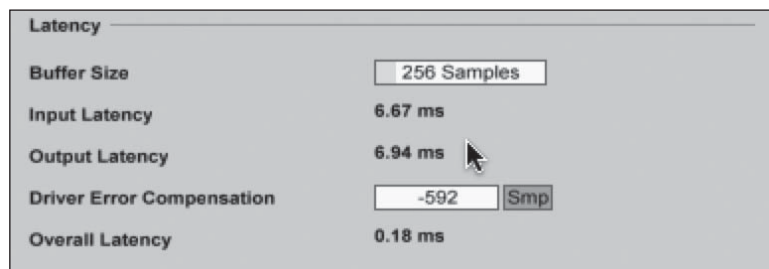 Latency
Buffer Size 256 Samples
Input Latency 6.67 ms
Output Latency 6.94 ms
Driver Error Compensation -592 Smp
Overall Latency 0.18 ms